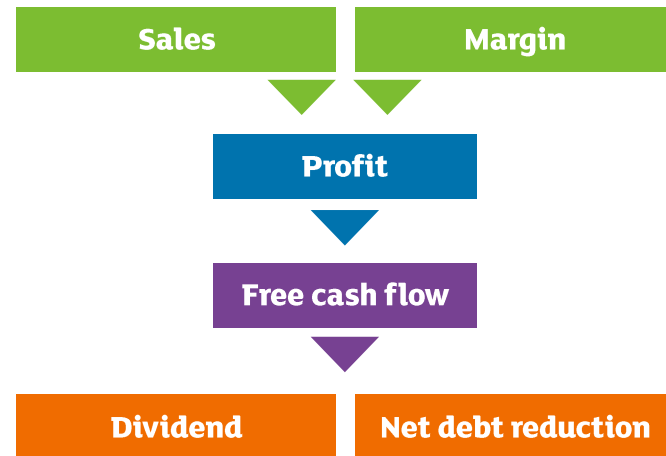 Sales
Margin
Profit
Free cash flow
Dividend
Net debt reduction